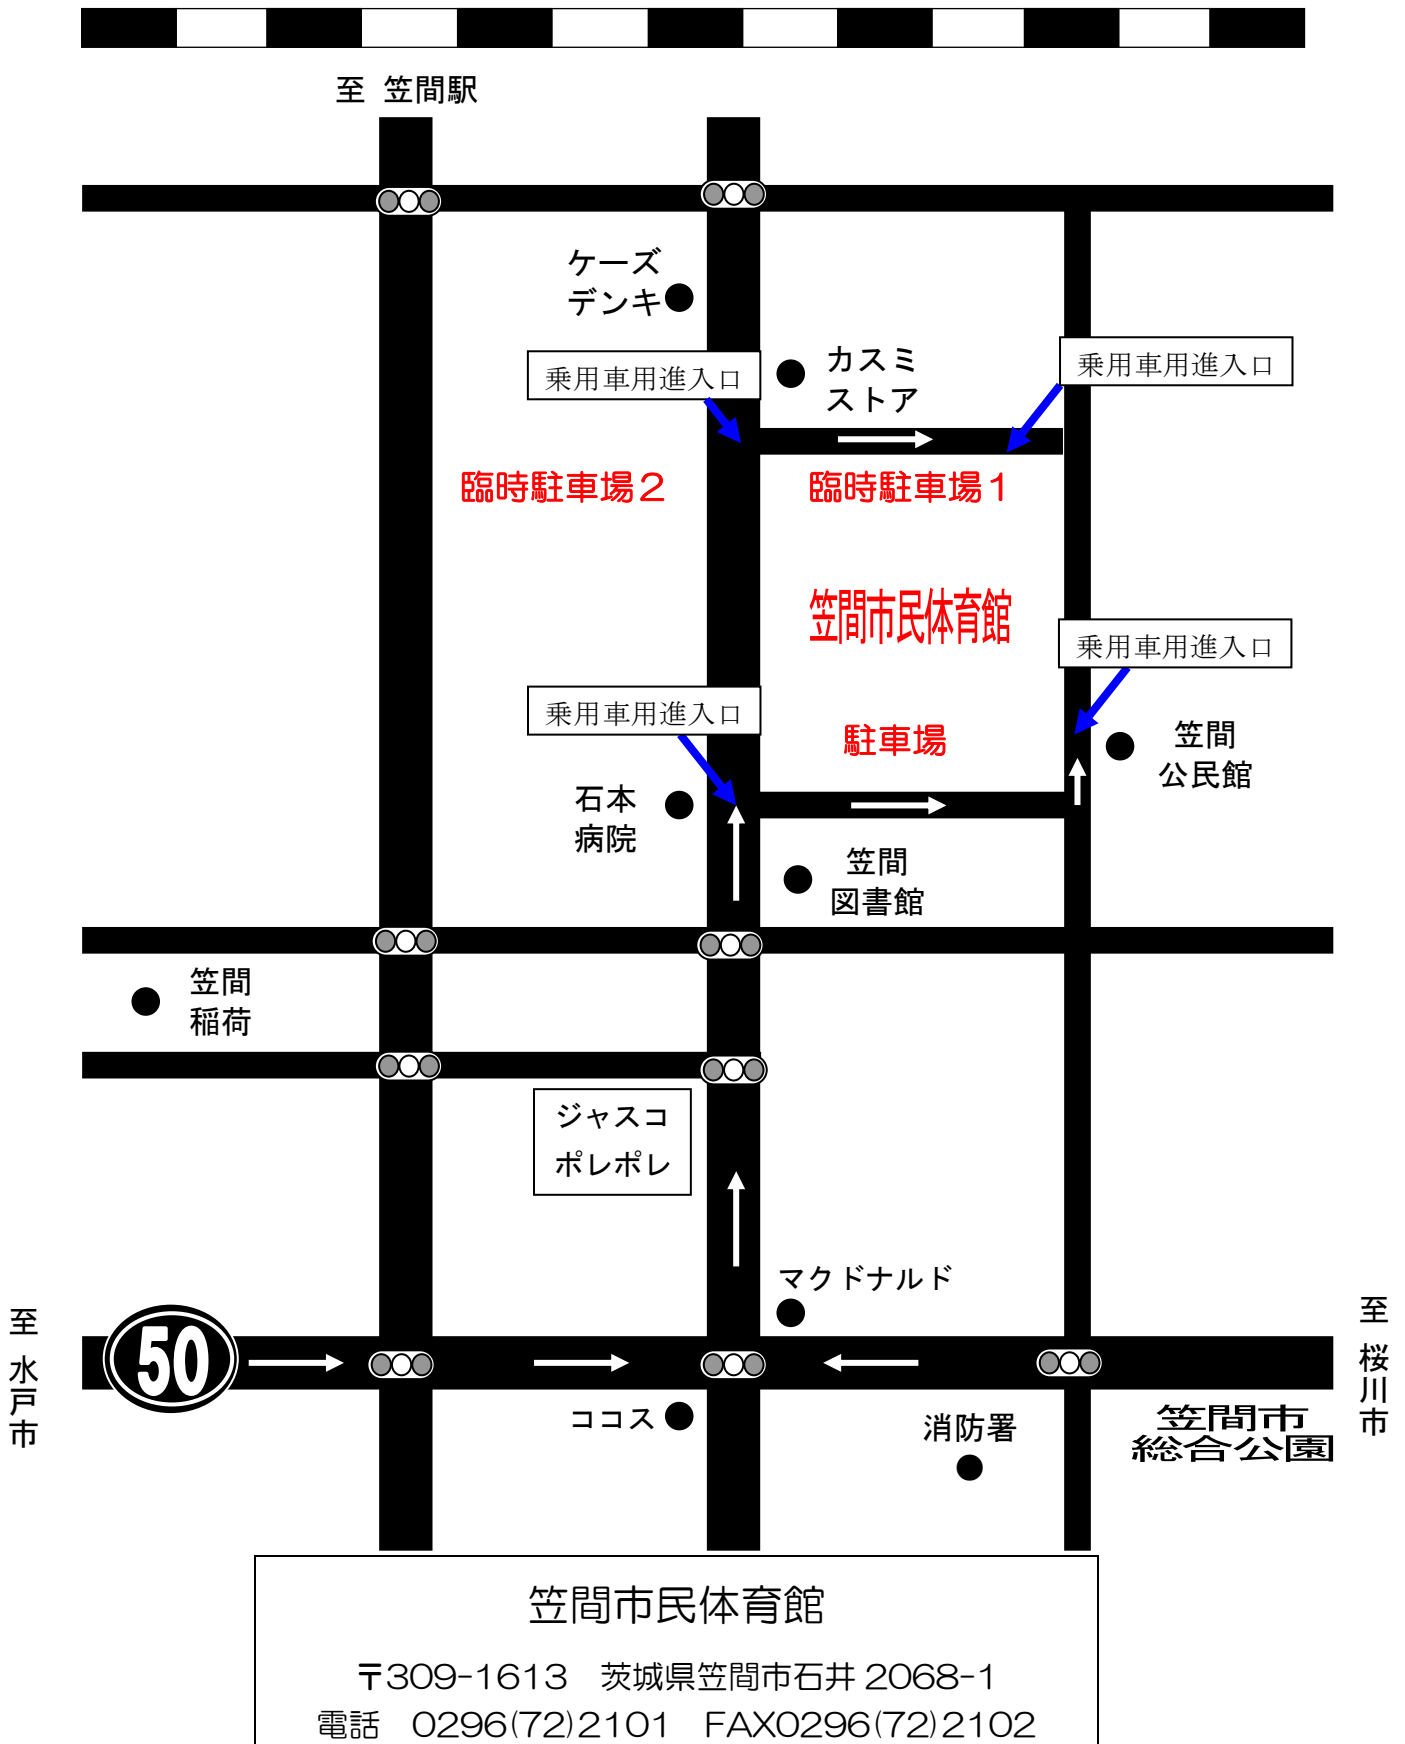 至 笠間駅
ケーズ
デンキ
カスミ
ストア
乗用車用進入口
乗用車用進入口
臨時駐車場2
臨時駐車場1
笠間市民体育館
乗用車用進入口
乗用車用進入口
駐車場
笠間
公民館
石本
病院
笠間
図書館
笠間
稲荷
ジャスコ
ポレポレ
マクドナルド
至 水戸市
50
至 桜川市
ココス
消防署
笠間市
総合公園
笠間市民体育館
〒309-1613 茨城県笠間市石井 2068-1
電話 0296(72)2101 FAX0296(72)2102